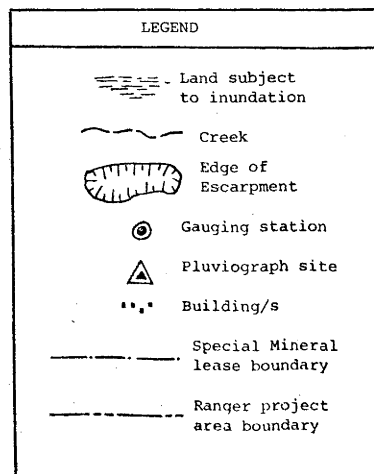 LEGEND
Land subject
to inundation
Creek
Edge of
Escarpment
Gauging station
Pluviograph site
Building/s
Special Mineral
lease boundary
Ranger project
area boundary